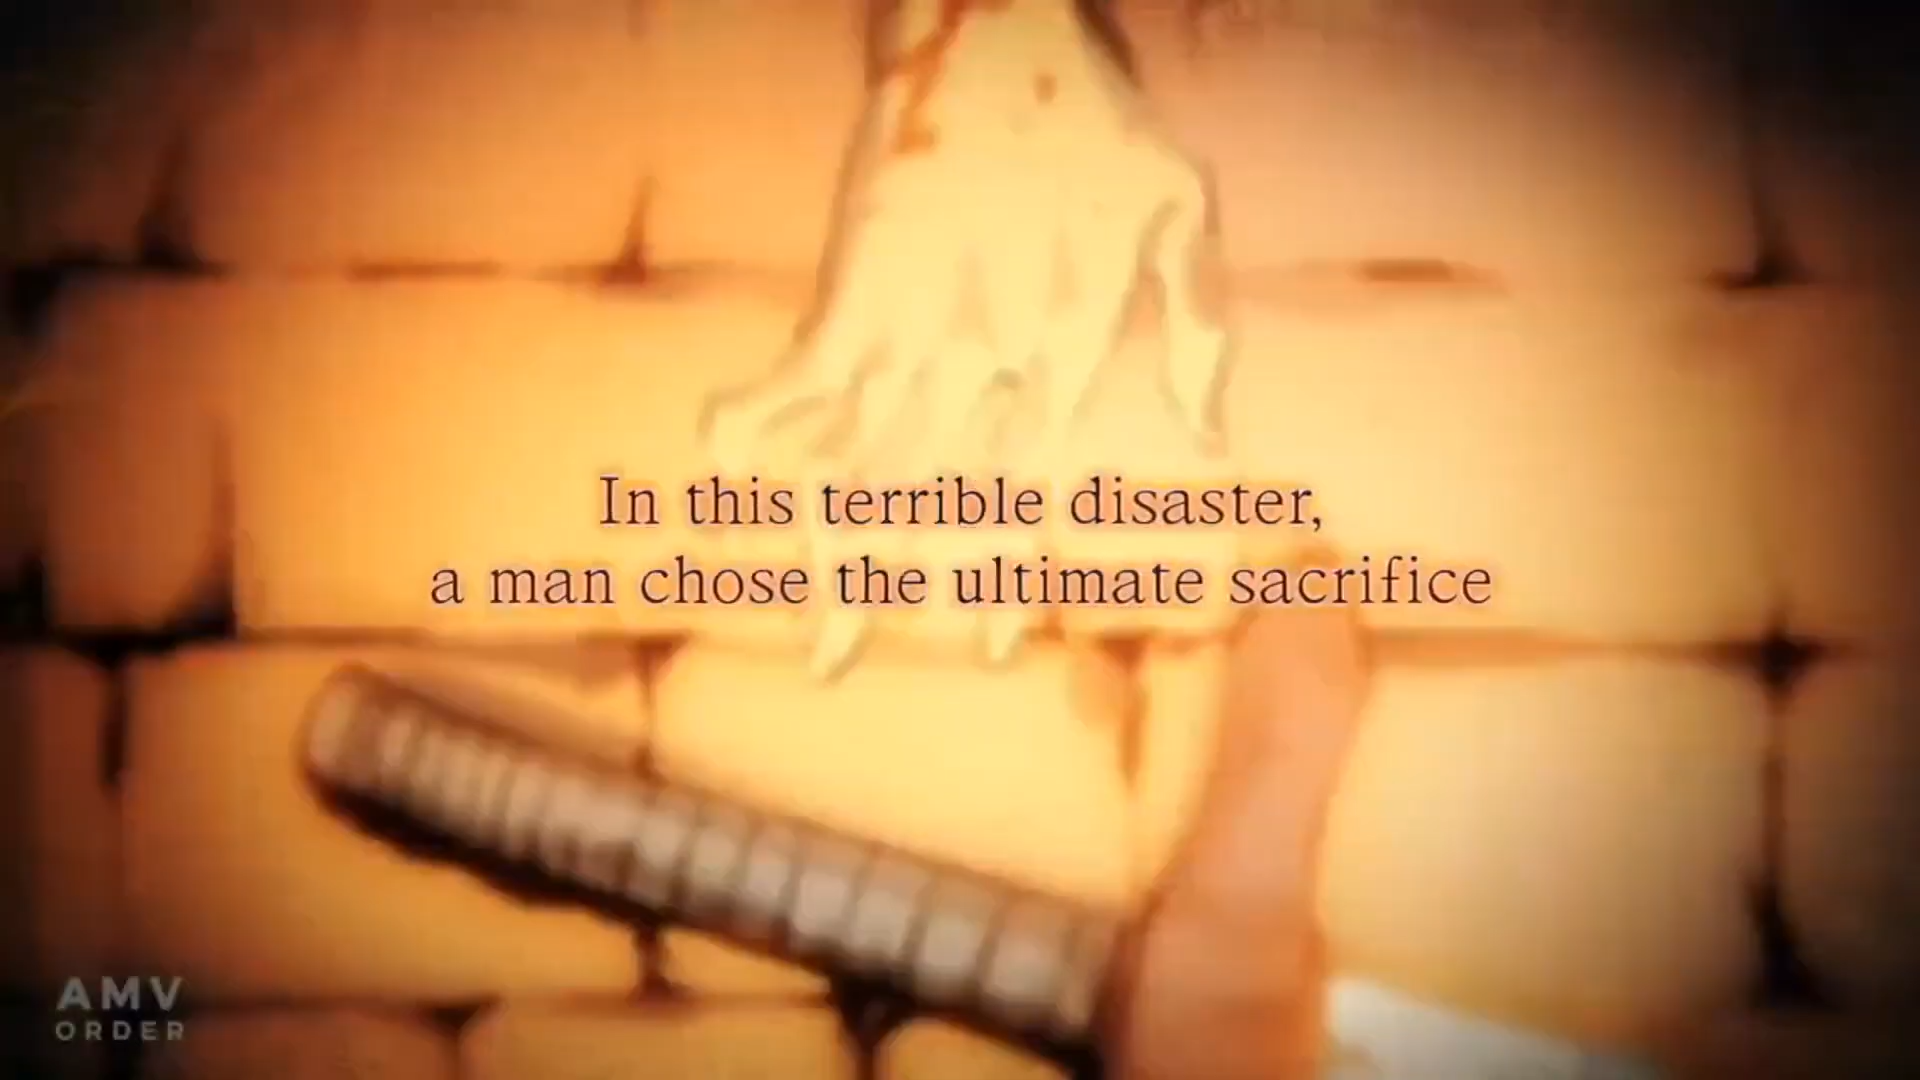 In this terrible disaster,
a man chose the ultimate sacrifice
AMV
ORDER